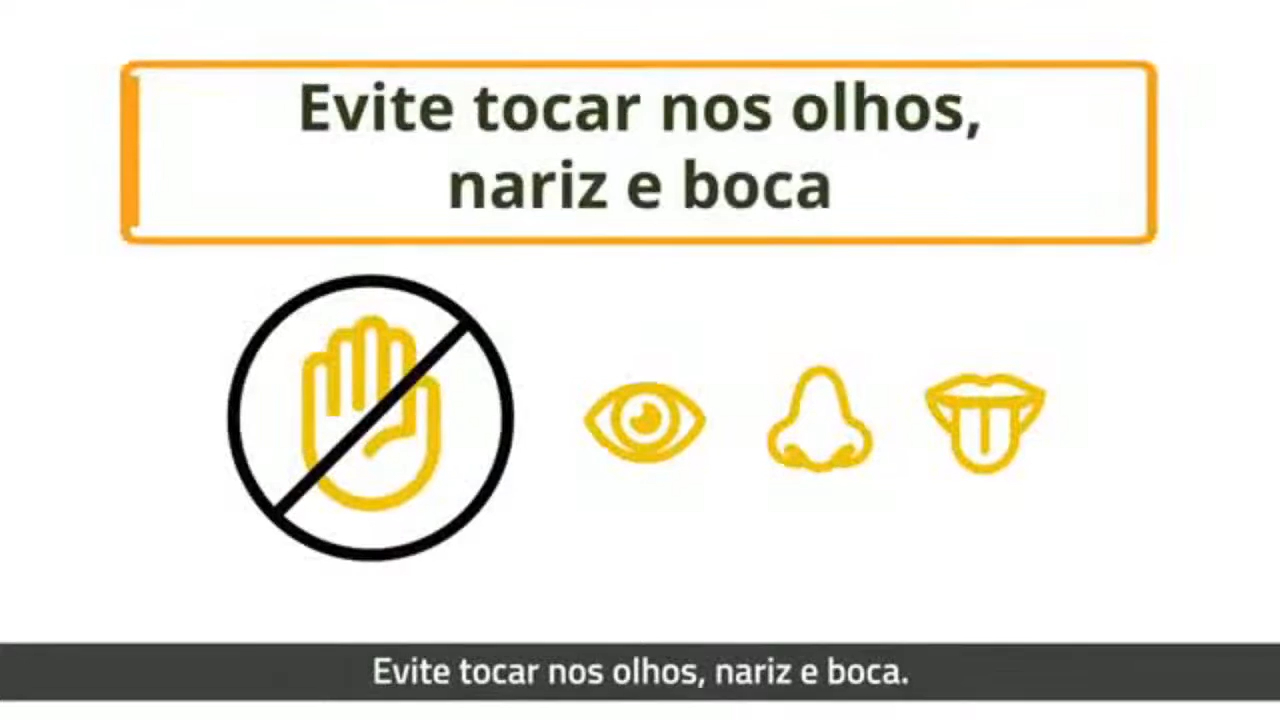 Evite tocar nos olhos,
nariz e boca
Evite tocar nos olhos, nariz e boca.